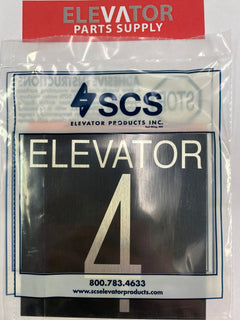 ELEVATOR
PARTS SUPPLY
SCS
ELEVATOR PRODUCTS INC.
ELEVATOR
4
800.783.4633
www.scselevatorproducts.com